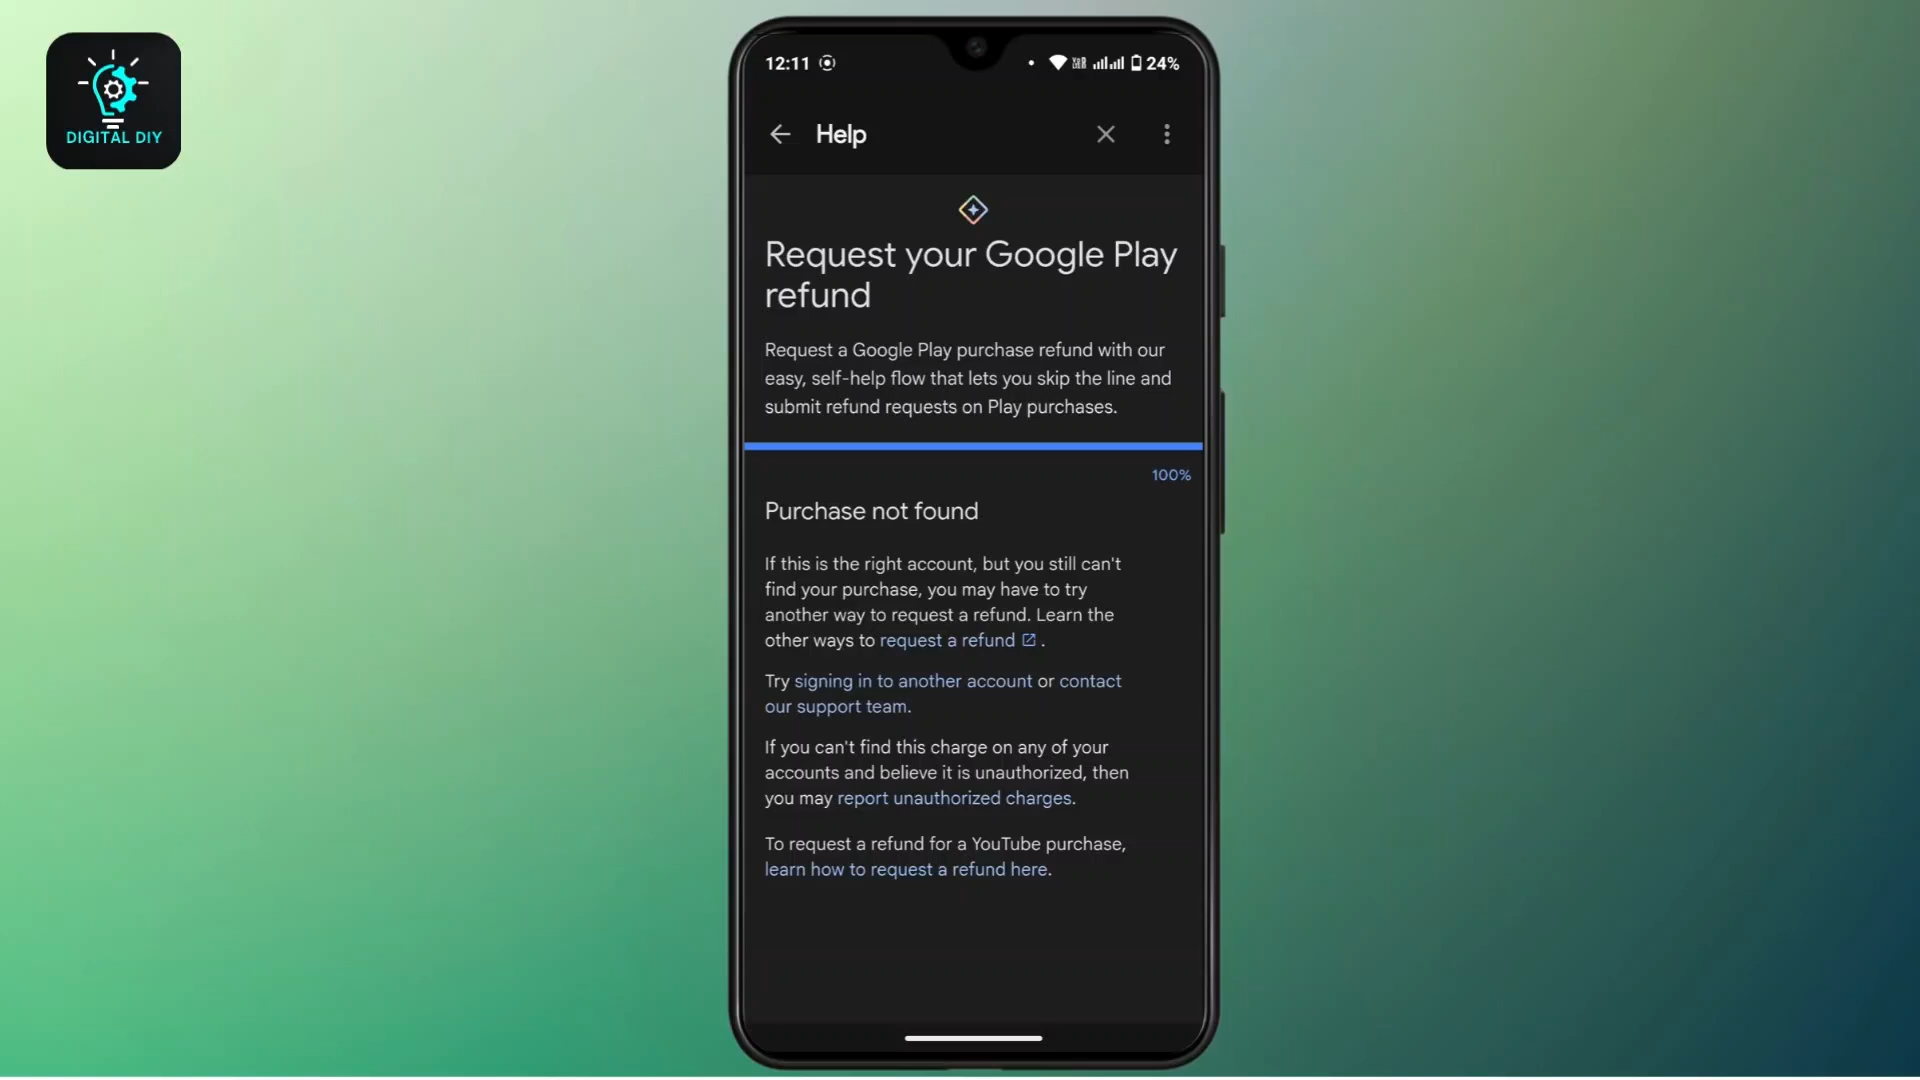 DIGITAL DIY
12:11
24%
Help
Request your Google Play
refund
Request a Google Play purchase refund with our
easy, self-help flow that lets you skip the line and
submit refund requests on Play purchases.
100%
Purchase not found
If this is the right account, but you still can't
find your purchase, you may have to try
another way to request a refund. Learn the
other ways to request a refund .
Try signing in to another account or contact
our support team.
If you can't find this charge on any of your
accounts and believe it is unauthorized, then
you may report unauthorized charges.
To request a refund for a YouTube purchase,
learn how to request a refund here.